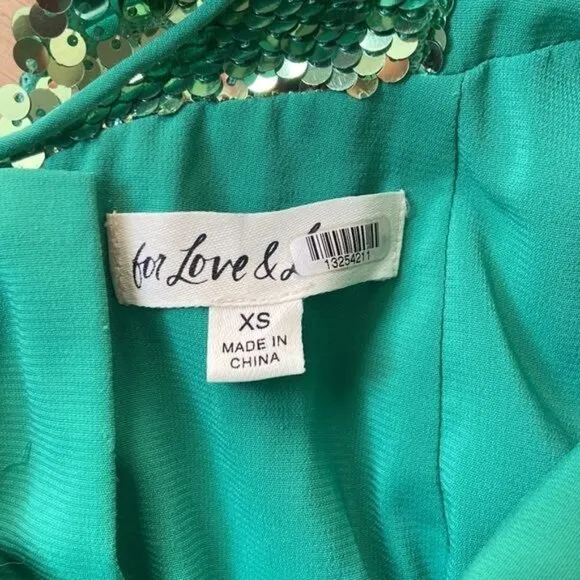 for Love & L
13254211
XS
MADE IN
CHINA